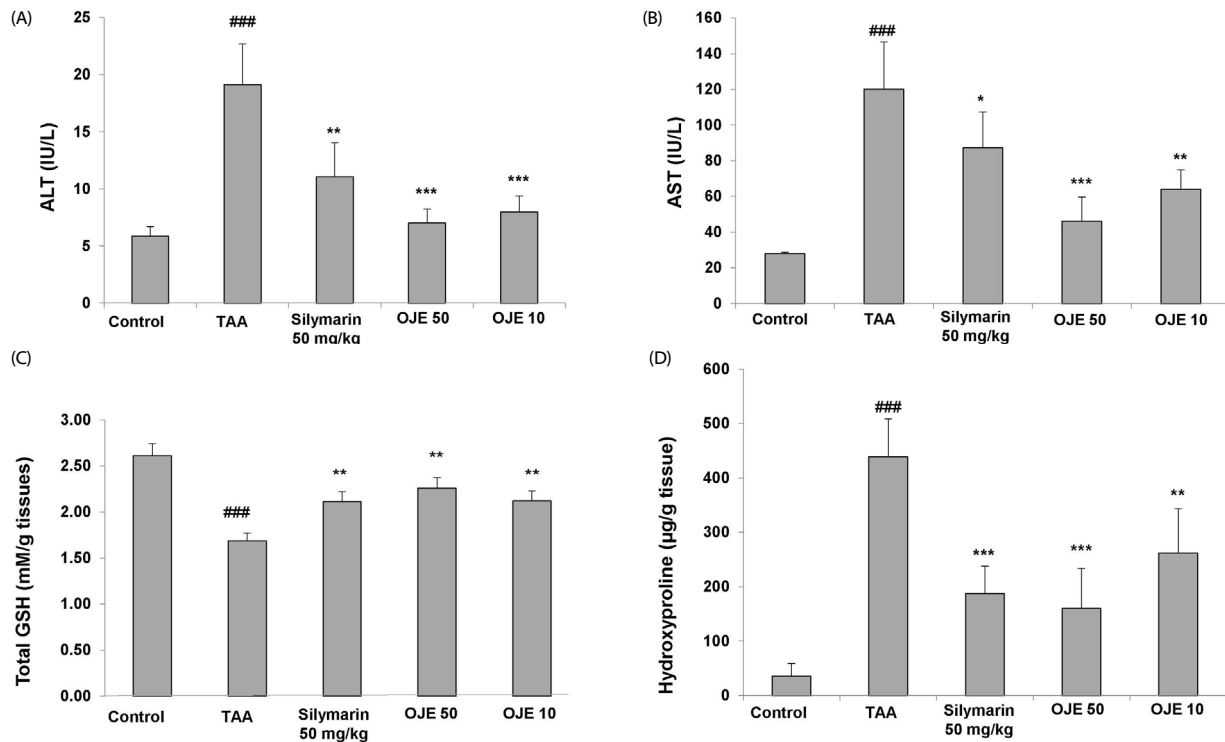 (A)
ALT (IU/L)
25
20
15
10
5
0
###
**
***
***
Control
TAA
Silymarin
50 mg/kg
OJE 50
OJE 10
(B)
AST (IU/L)
160
140
120
100
80
60
40
20
0
###
*
***
**
Control
TAA
Silymarin
50 mg/kg
OJE 50
OJE 10
(C)
Total GSH (mM/g tissues)
3.00
2.50
2.00
1.50
1.00
0.50
0.00
###
**
**
**
Control
TAA
Silymarin
50 mg/kg
OJE 50
OJE 10
(D)
Hydroxyproline (µg/g tissue)
600
500
400
300
200
100
0
###
***
***
**
Control
TAA
Silymarin
50 mg/kg
OJE 50
OJE 10